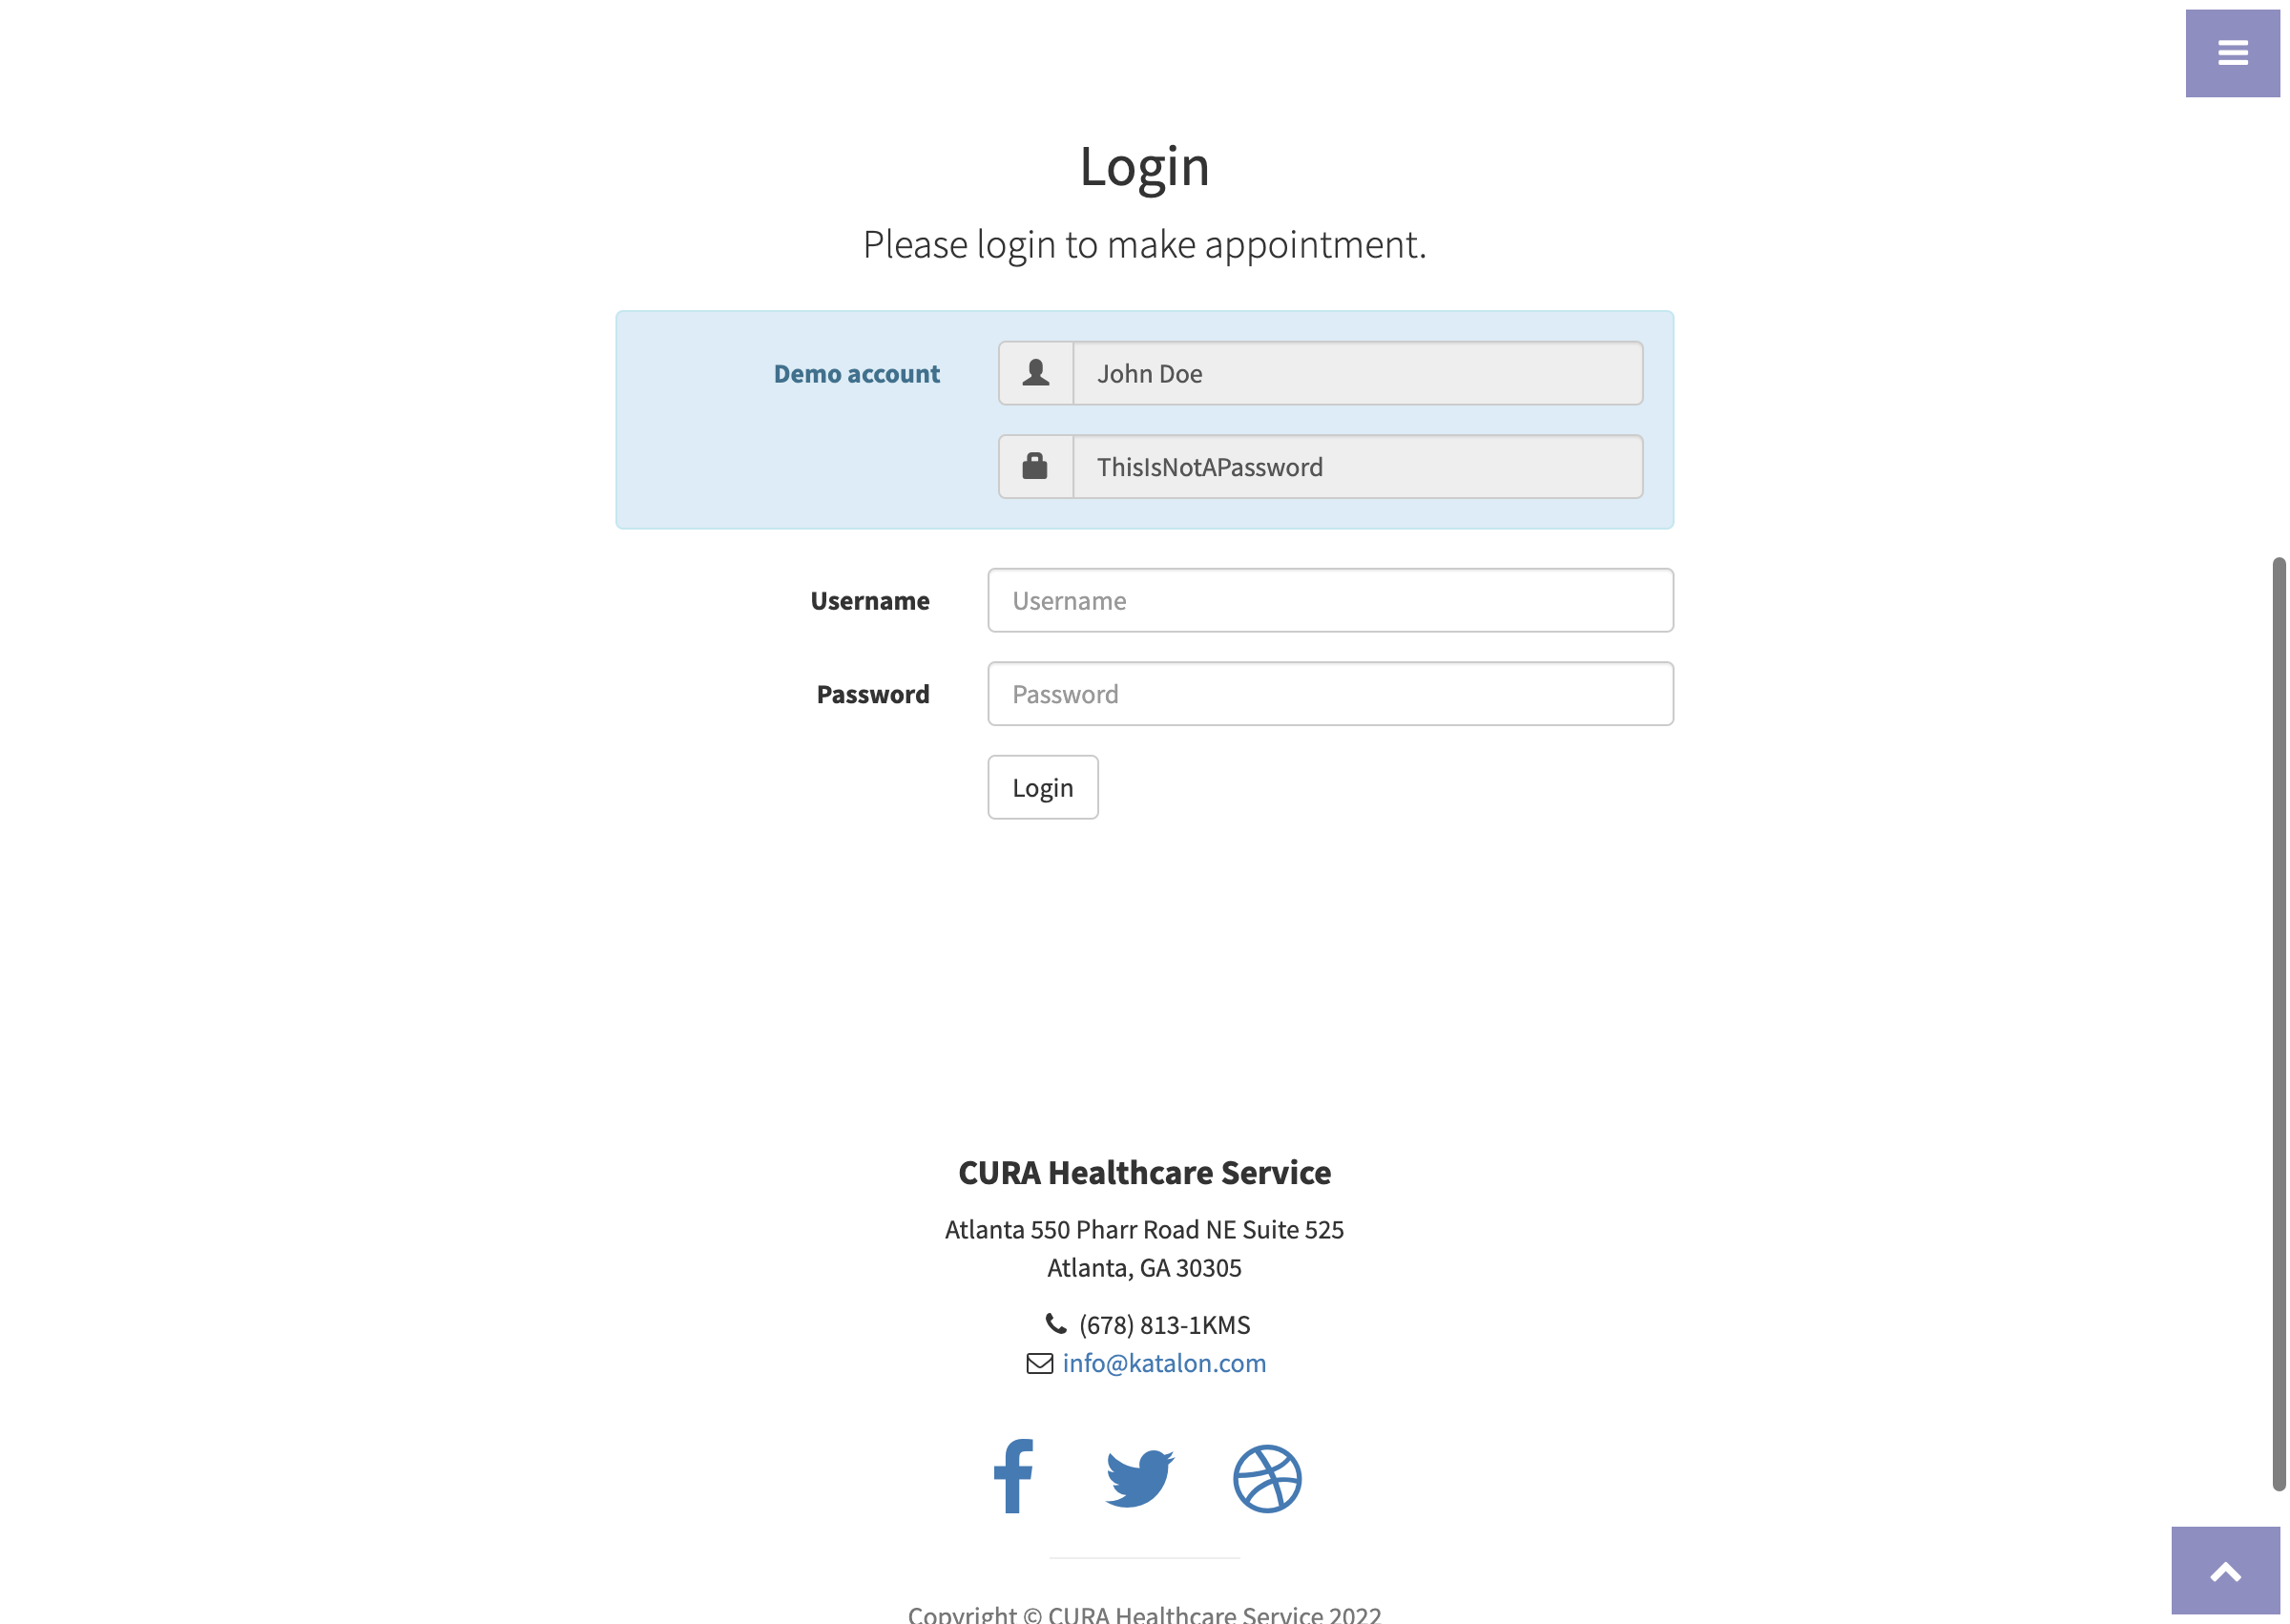 Login
Please login to make appointment.
Demo account
John Doe
ThisIsNotAPassword
Username
Username
Password
Password
Login
CURA Healthcare Service
Atlanta 550 Pharr Road NE Suite 525
Atlanta, GA 30305
(678) 813-1KMS
info@katalon.com
Copyright © CURA Healthcare Service 2022